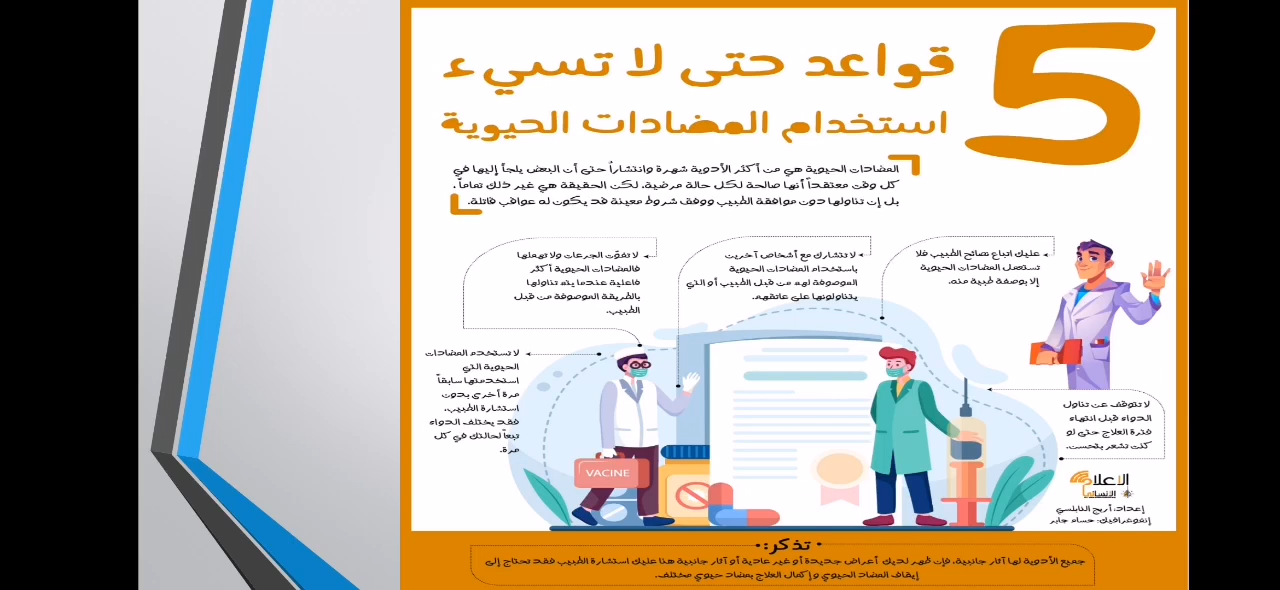 5
قواعد حتى لا تسيء
استخدام المضادات الحيوية
المضادات الحيوية هي من أكثر الأدوية شهرة وانتشاراً حتى أن البعض يلجأ إليها في
كل وقت معتقداً أنها صالحة لكل حالة مرضية، لكن الحقيقة هي غير ذلك تماماً ،
بل إن تناولها دون موافقة الطبيب ووفق شروط معينة قد يكون له عواقب قاتلة.
عليك اتباع نصائح الطبيب فلا
تستعمل المضادات الحيوية
إلا بوصفة طبية منه.
لا تتشارك مع أشخاص آخرين
باستخدام المضادات الحيوية
الموصوفة لهم من قبل الطبيب أو التي
يتناولونها على عاتقهم.
لا تفوّت الجرعات ولا تهملها
فالمضادات الحيوية أكثر
فاعلية عندما يتم تناولها
بالطريقة الموصوفة من قبل
الطبيب.
لا تستخدم المضادات
الحيوية التي
استخدمتها سابقاً
مرة أخرى بدون
استشارة الطبيب،
فقد يختلف الدواء
تبعاً لحالتك في كل
مرة.
لا تتوقف عن تناول
الدواء قبل انتهاء
فترة العلاج حتى لو
كنت تشعر بتحسن.
VACINE
الاعلام
الإنساني
إعداد: أريج النابلسي
إنفوغرافيك: حسام جابر
تذكر:
جميع الأدوية لها آثار جانبية، فإن ظهر لديك أعراض جديدة أو غير عادية أو آثار جانبية هنا عليك استشارة الطبيب فقد تحتاج إلى
إيقاف المضاد الحيوي وإكمال العلاج بمضاد حيوي مختلف.